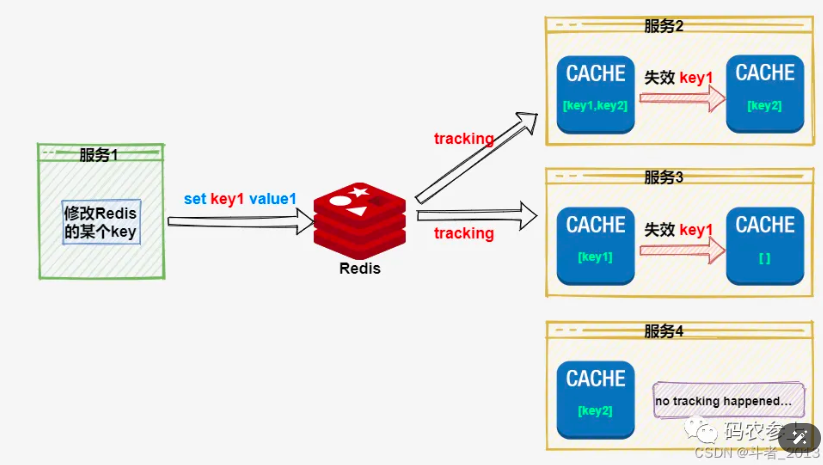 服务1
修改Redis
的某个key
set key1 value1
Redis
tracking
tracking
服务2
CACHE
[key1,key2]
失效 key1
CACHE
[key2]
服务3
CACHE
[key1]
失效 key1
CACHE
[ ]
服务4
CACHE
[key2]
no tracking happened...
码农参上
CSDN @斗者_2013